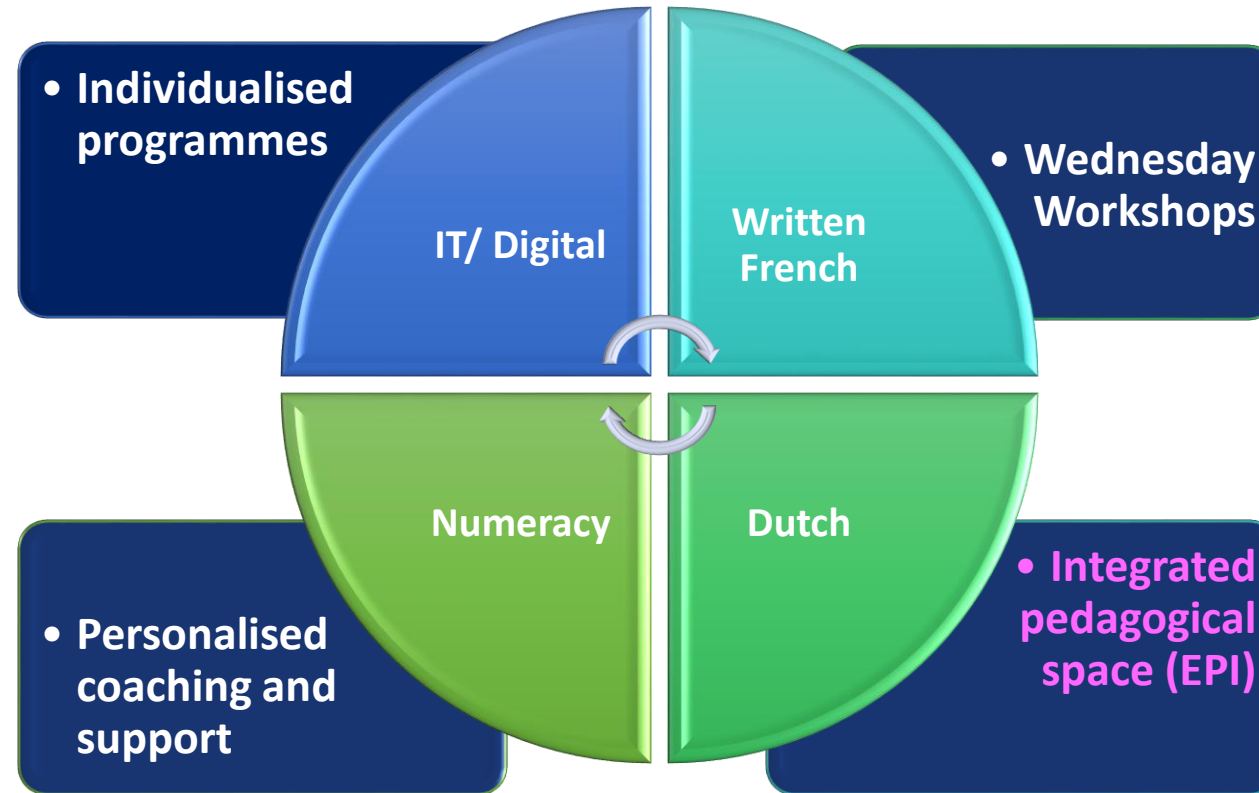 • Individualised
programmes
IT/ Digital
Written
French
• Wednesday
Workshops
Numeracy
Dutch
• Personalised
coaching and
support
• Integrated
pedagogical
space (EPI)